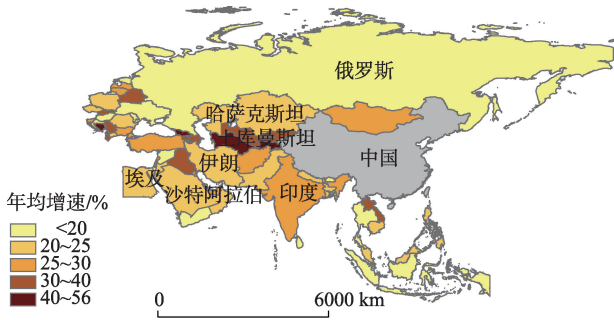 俄罗斯
哈萨克斯坦
土库曼斯坦
中国
伊朗
埃及
沙特阿拉伯
印度
年均增速/%
<20
20~25
25~30
30~40
40~56
0 6000 km